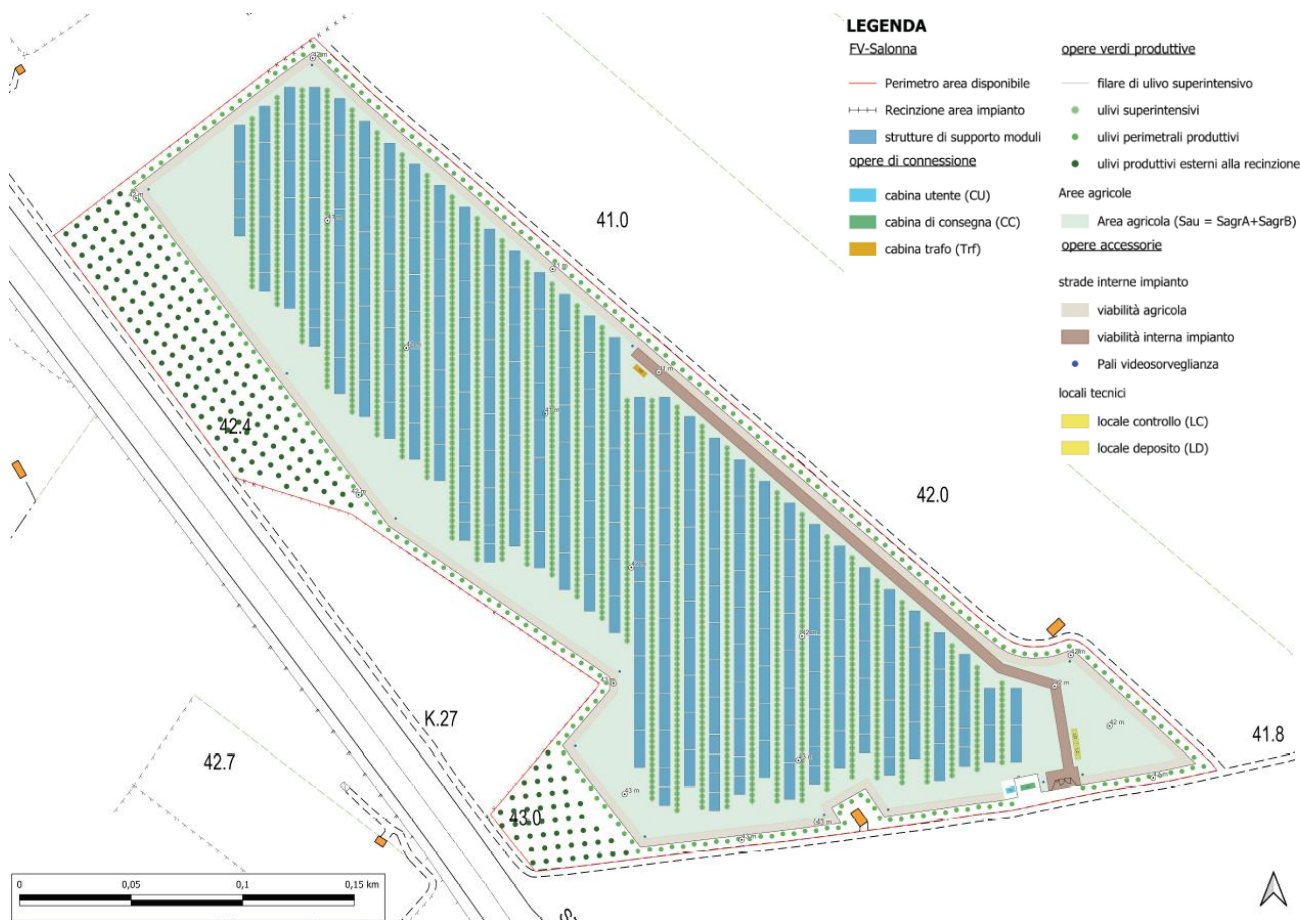 LEGENDA
FV-Salonna
Perimetro area disponibile
Recinzione area impianto
strutture di supporto moduli
opere di connessione
cabina utente (CU)
cabina di consegna (CC)
cabina trafo (Trf)
opere verdi produttive
filare di ulivo superintensivo
ulivi superintensivi
ulivi perimetrali produttivi
ulivi produttivi esterni alla recinzione
Aree agricole
Area agricola (Sau = SagrA+SagrB)
opere accessorie
strade interne impianto
viabilità agricola
viabilità interna impianto
Pali videosorveglianza
locali tecnici
locale controllo (LC)
locale deposito (LD)
41.0
42.4
42.0
K.27
42.7
41.8
43.0
42 m
43 m
0 0,05 0,1 0,15 km